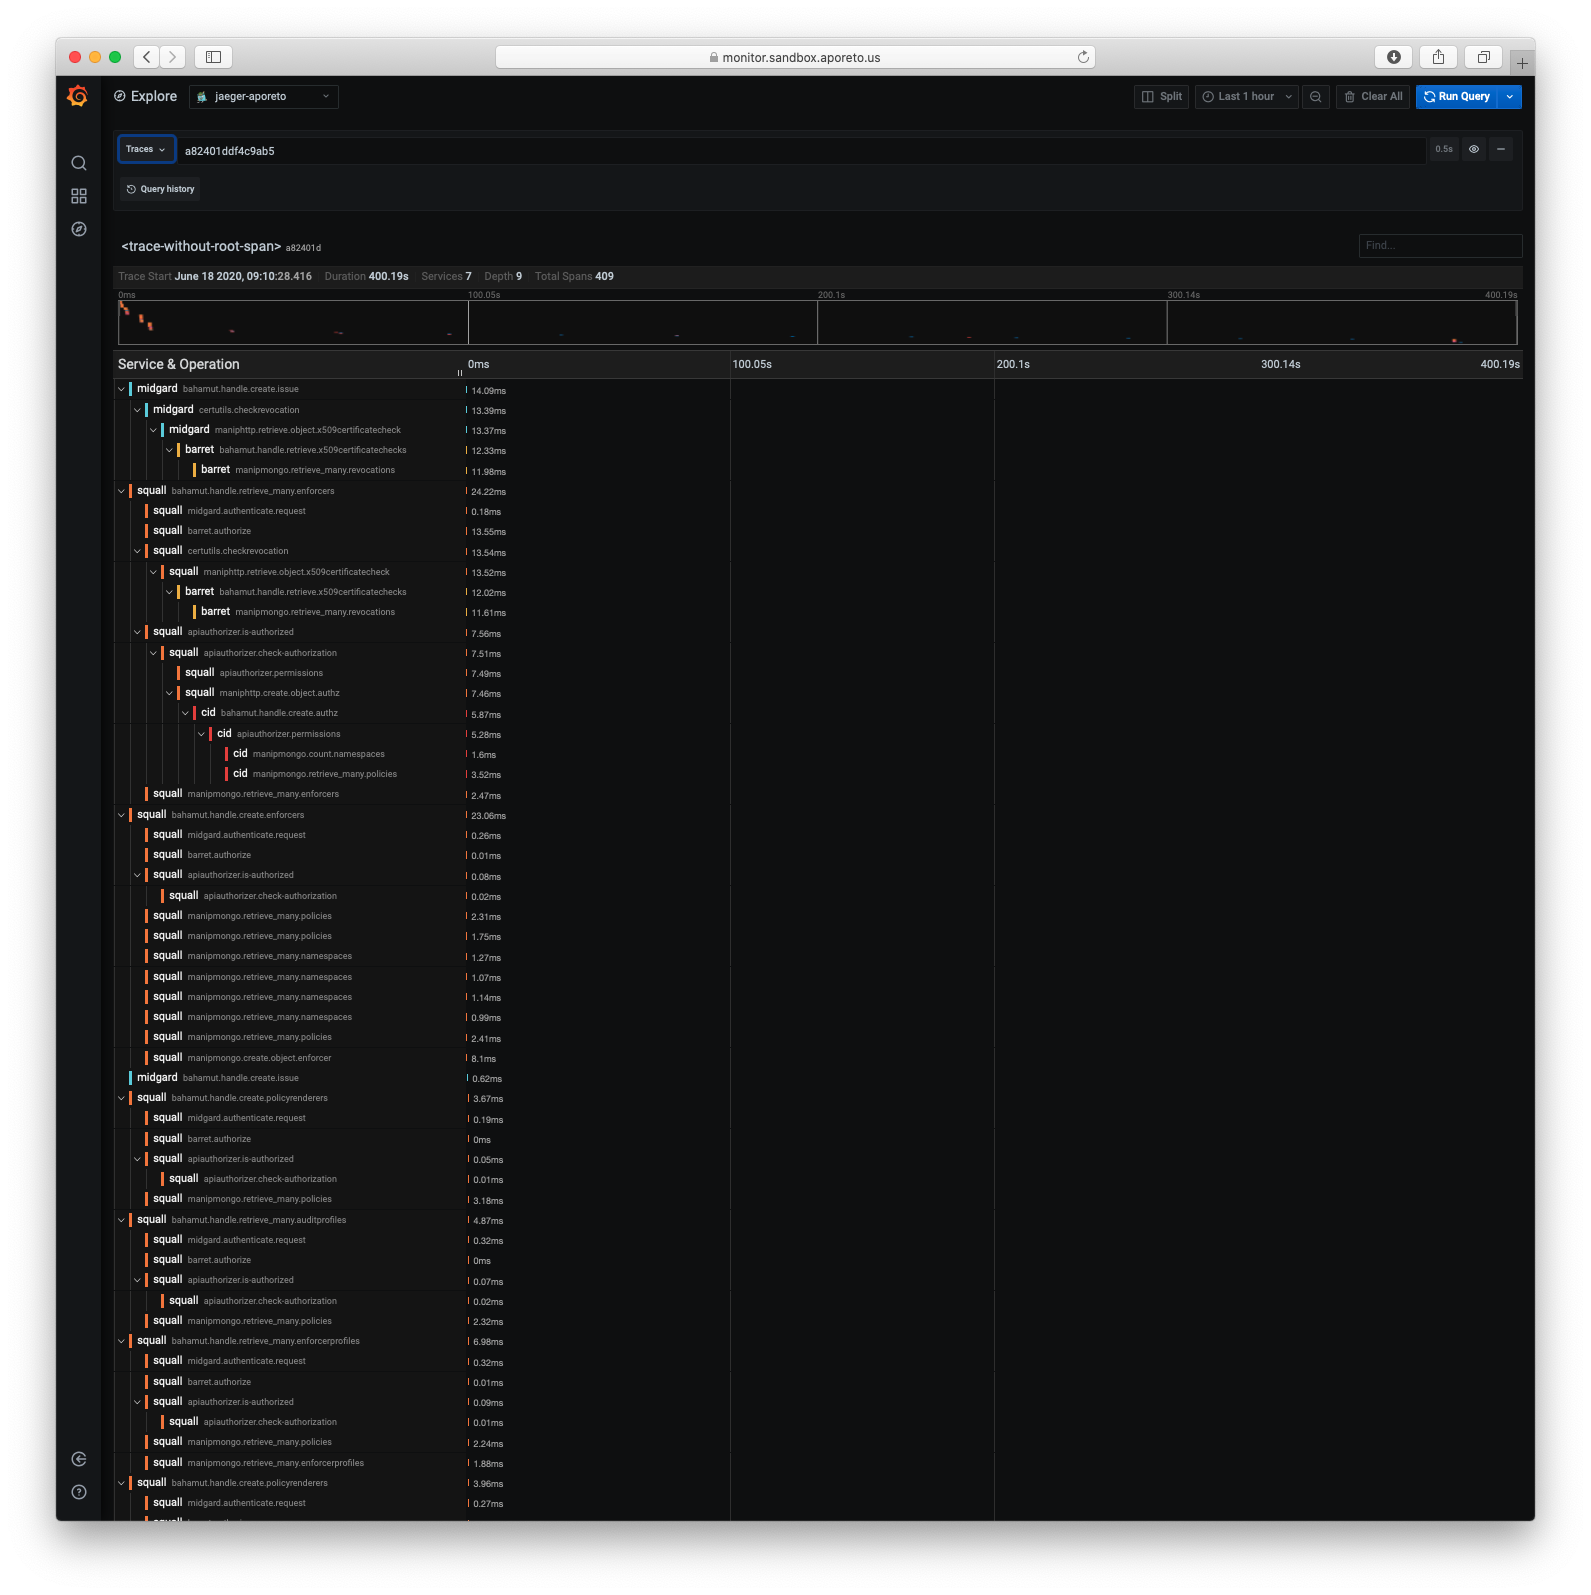 monitor.sandbox.aporeto.us
Explore jaeger-aporeto Split Last 1 hour Clear All Run Query
Traces a82401ddf4c9ab5 0.5s
Query history
<trace-without-root-span> a82401d Find...
Trace Start June 18 2020, 09:10:28.416 Duration 400.19s Services 7 Depth 9 Total Spans 409
0ms 100.05s 200.1s 300.14s 400.19s
Service & Operation 0ms 100.05s 200.1s 300.14s 400.19s
midgard bahamut.handle.create.issue 14.09ms
midgard certutils.checkrevocation 13.39ms
midgard maniphttp.retrieve.object.x509certificatecheck 13.37ms
barret bahamut.handle.retrieve.x509certificatechecks 12.33ms
barret manipmongo.retrieve_many.revocations 11.98ms
squall bahamut.handle.retrieve_many.enforcers 24.22ms
squall midgard.authenticate.request 0.18ms
squall barret.authorize 13.55ms
squall certutils.checkrevocation 13.54ms
squall maniphttp.retrieve.object.x509certificatecheck 13.52ms
barret bahamut.handle.retrieve.x509certificatechecks 12.02ms
barret manipmongo.retrieve_many.revocations 11.61ms
squall apiauthorizer.is-authorized 7.56ms
squall apiauthorizer.check-authorization 7.51ms
squall apiauthorizer.permissions 7.49ms
squall maniphttp.create.object.authz 7.46ms
cid bahamut.handle.create.authz 5.87ms
cid apiauthorizer.permissions 5.28ms
cid manipmongo.count.namespaces 1.6ms
cid manipmongo.retrieve_many.policies 3.52ms
squall manipmongo.retrieve_many.enforcers 2.47ms
squall bahamut.handle.create.enforcers 23.06ms
squall midgard.authenticate.request 0.26ms
squall barret.authorize 0.01ms
squall apiauthorizer.is-authorized 0.08ms
squall apiauthorizer.check-authorization 0.02ms
squall manipmongo.retrieve_many.policies 2.31ms
squall manipmongo.retrieve_many.policies 1.75ms
squall manipmongo.retrieve_many.namespaces 1.27ms
squall manipmongo.retrieve_many.namespaces 1.07ms
squall manipmongo.retrieve_many.namespaces 1.14ms
squall manipmongo.retrieve_many.namespaces 0.99ms
squall manipmongo.retrieve_many.policies 2.41ms
squall manipmongo.create.object.enforcer 8.1ms
midgard bahamut.handle.create.issue 0.62ms
squall bahamut.handle.create.policyrenderers 3.67ms
squall midgard.authenticate.request 0.19ms
squall barret.authorize 0ms
squall apiauthorizer.is-authorized 0.05ms
squall apiauthorizer.check-authorization 0.01ms
squall manipmongo.retrieve_many.policies 3.18ms
squall bahamut.handle.retrieve_many.auditprofiles 4.87ms
squall midgard.authenticate.request 0.32ms
squall barret.authorize 0ms
squall apiauthorizer.is-authorized 0.07ms
squall apiauthorizer.check-authorization 0.02ms
squall manipmongo.retrieve_many.policies 2.32ms
squall bahamut.handle.retrieve_many.enforcerprofiles 6.98ms
squall midgard.authenticate.request 0.32ms
squall barret.authorize 0.01ms
squall apiauthorizer.is-authorized 0.09ms
squall apiauthorizer.check-authorization 0.01ms
squall manipmongo.retrieve_many.policies 2.24ms
squall manipmongo.retrieve_many.enforcerprofiles 1.88ms
squall bahamut.handle.create.policyrenderers 3.96ms
squall midgard.authenticate.request 0.27ms